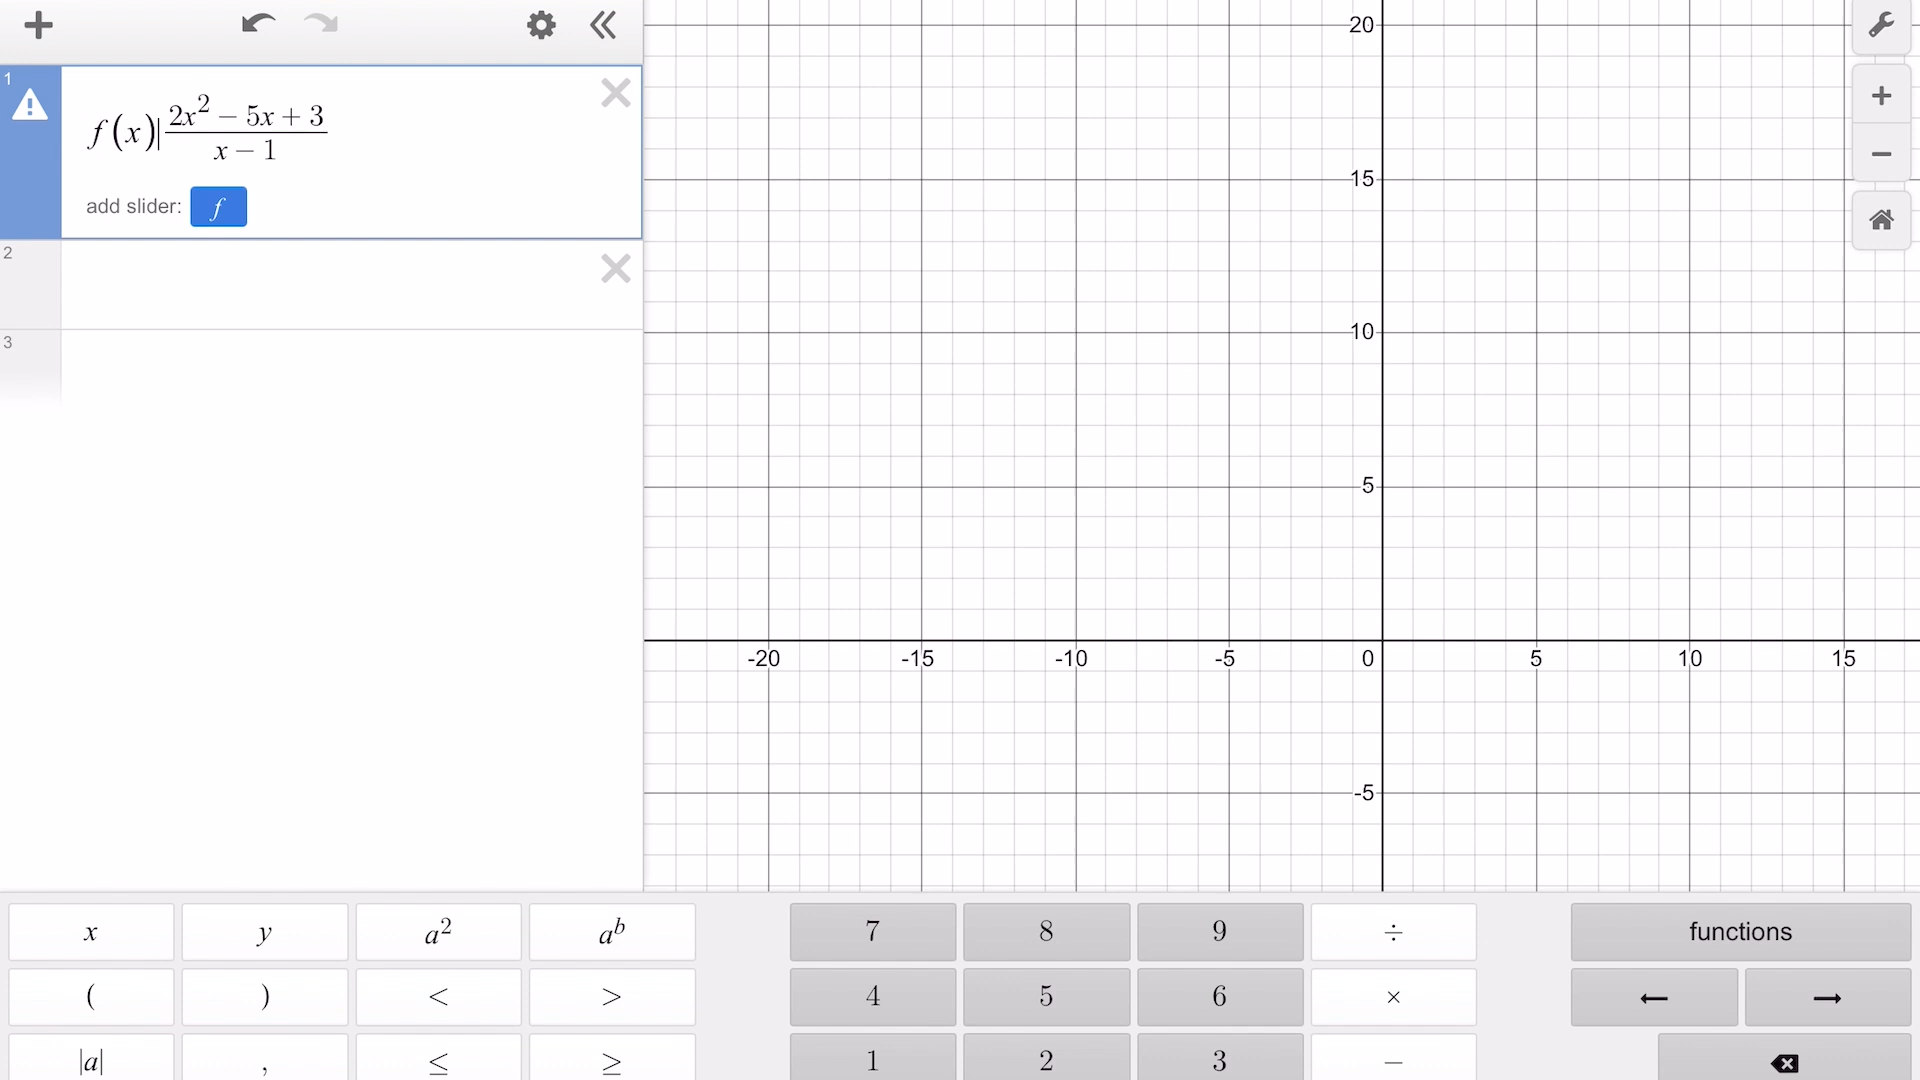 1
f(x) \frac{2x^2 - 5x + 3}{x - 1}
add slider: f
2
3
20
15
10
5
-20 -15 -10 -5 0 5 10 15
-5
x y a^2 a^b 7 8 9 ÷ functions
( ) < > 4 5 6 × ← →
|a| , ≤ ≥ 1 2 3 −